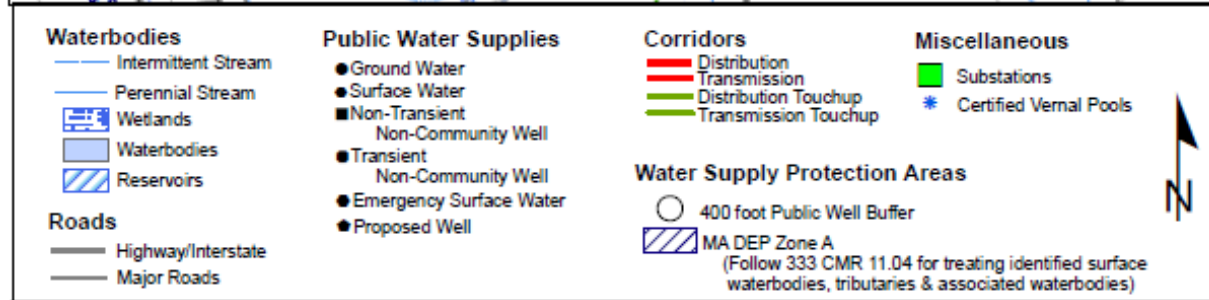 Waterbodies
Intermittent Stream
Perennial Stream
Wetlands
Waterbodies
Reservoirs
Roads
Highway/Interstate
Major Roads
Public Water Supplies
Ground Water
Surface Water
Non-Transient
Non-Community Well
Transient
Non-Community Well
Emergency Surface Water
Proposed Well
Corridors
Distribution
Transmission
Distribution Touchup
Transmission Touchup
Miscellaneous
Substations
Certified Vernal Pools
Water Supply Protection Areas
400 foot Public Well Buffer
MA DEP Zone A
(Follow 333 CMR 11.04 for treating identified surface
waterbodies, tributaries & associated waterbodies)
N